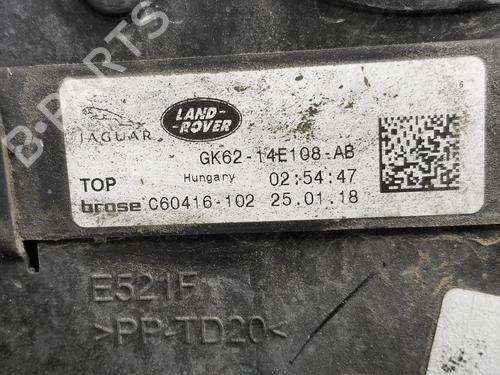 B-PARTS
JAGUAR
LAND-
-ROVER
GK62-14E108-AB
Hungary 02:54:47
TOP
brose C60416-102 25.01.18
E521F
>PP-TD20<